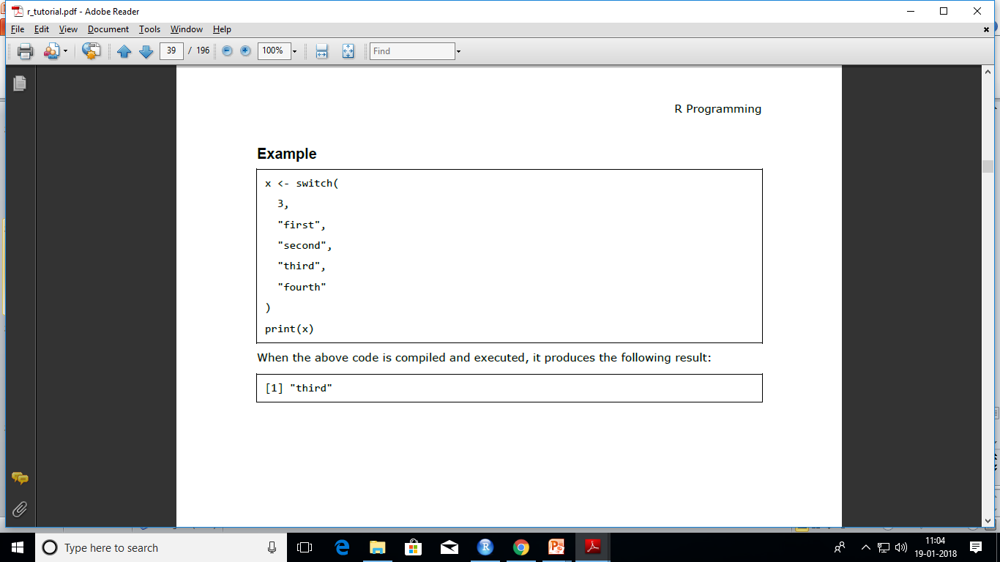 r_tutorial.pdf - Adobe Reader
File Edit View Document Tools Window Help
39 / 196 100% Find
R Programming
Example
x <- switch(
3,
"first",
"second",
"third",
"fourth"
)
print(x)
When the above code is compiled and executed, it produces the following result:
[1] "third"
Type here to search
11:04
19-01-2018